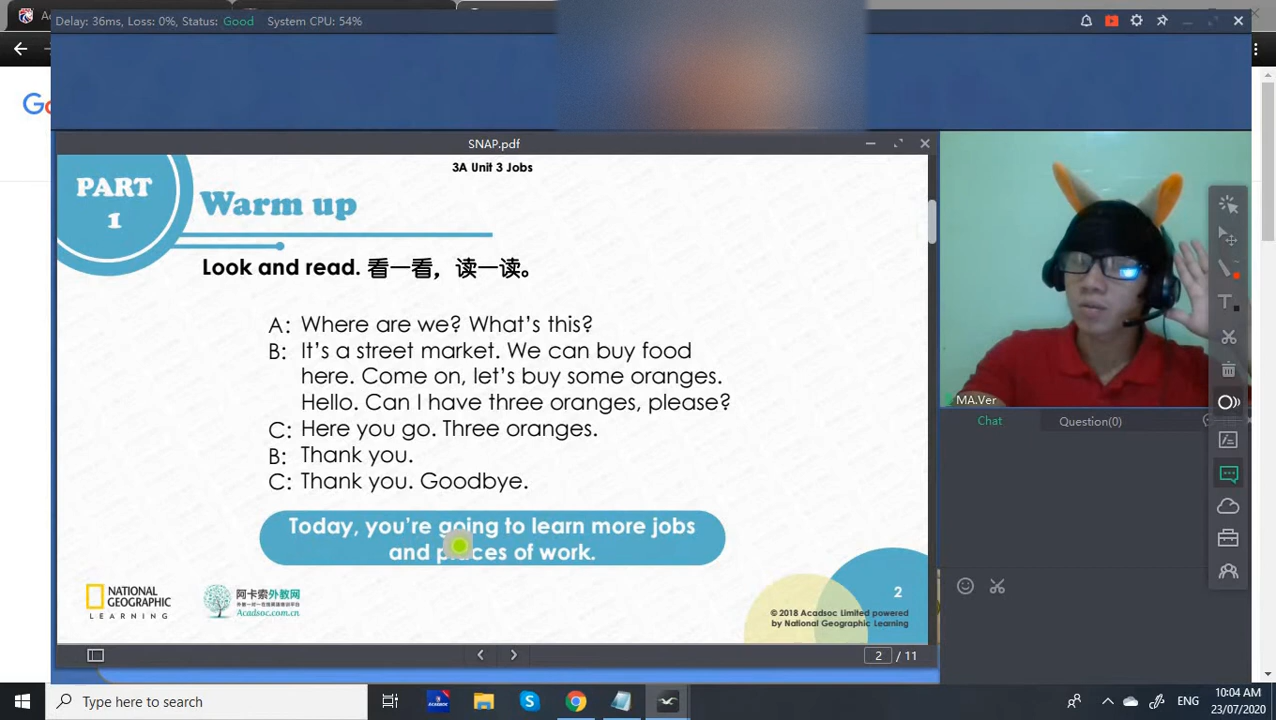 Delay: 36ms, Loss: 0%, Status: Good System CPU: 54%
SNAP.pdf
3A Unit 3 Jobs
PART
1
Warm up
Look and read. 看一看，读一读。
A: Where are we? What's this?
B: It's a street market. We can buy food
here. Come on, let's buy some oranges.
Hello. Can I have three oranges, please?
C: Here you go. Three oranges.
B: Thank you.
C: Thank you. Goodbye.
Today, you're going to learn more jobs
and places of work.
NATIONAL
GEOGRAPHIC
LEARNING
阿卡索外教网
Acadsoc.com.cn
2
© 2018 Acadsoc Limited powered
by National Geographic Learning
2 / 11
MA.Ver
Chat Question(0)
Type here to search
ENG
10:04 AM
23/07/2020